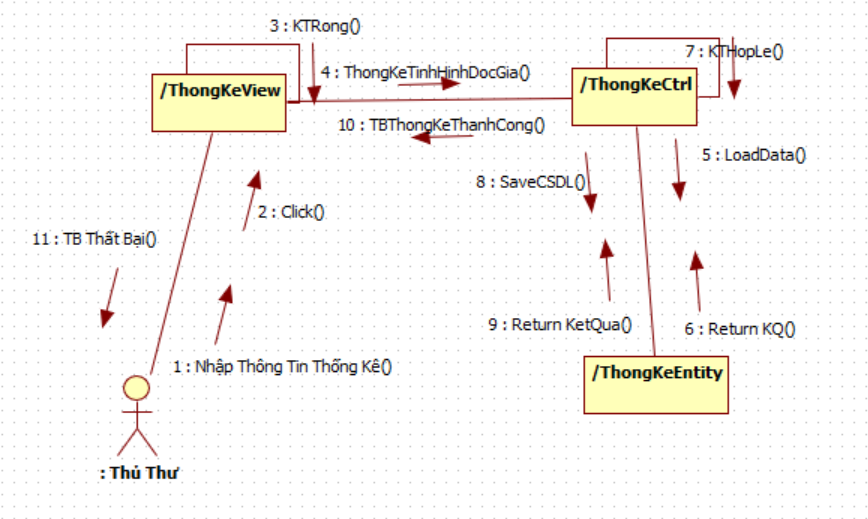 3 : KTRong()
7 : KTHopLe()
4 : ThongKeTinhHinhDocGia()
/ThongKeView
/ThongKeCtrl
10 : TBThongKeThanhCong()
5 : LoadData()
8 : SaveCSDL()
2 : Click()
11 : TB Thất Bại()
9 : Return KetQua()
6 : Return KQ()
1 : Nhập Thông Tin Thống Kê()
/ThongKeEntity
: Thủ Thư